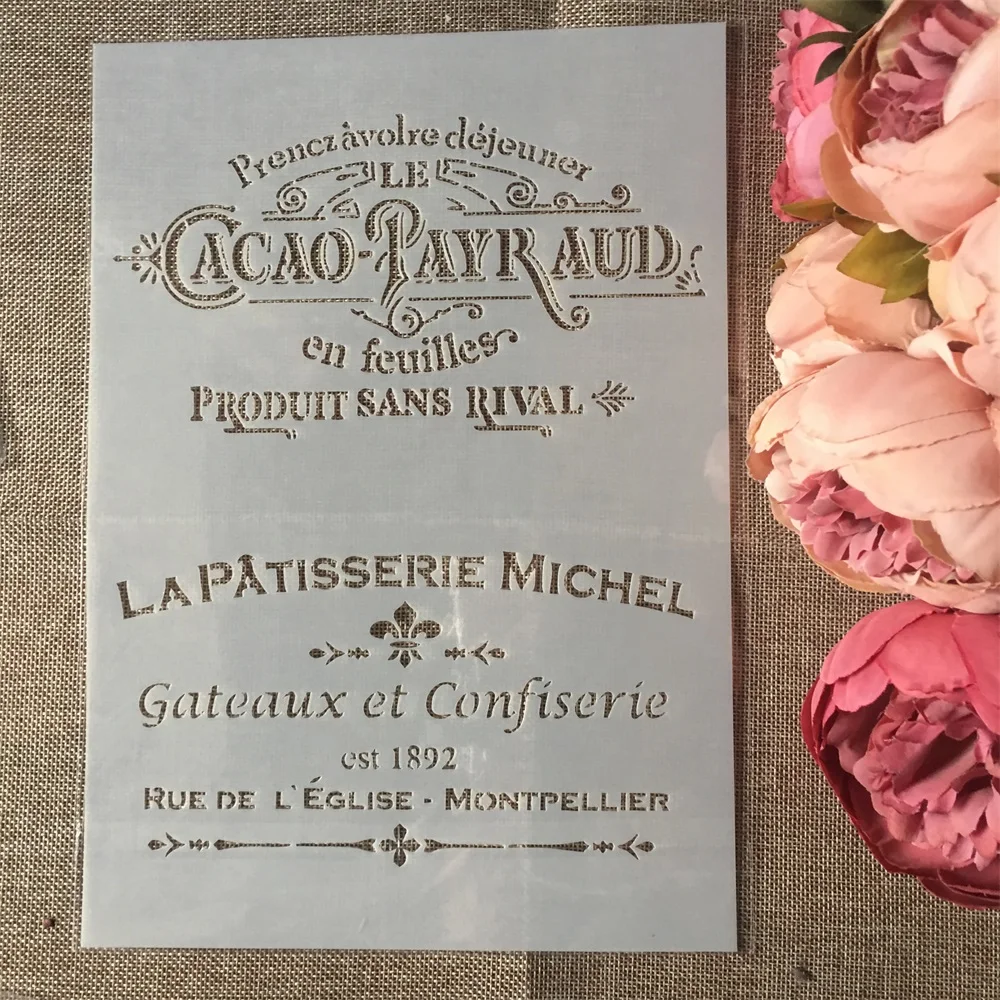 Prenez àvolre déjeuner
LE
CACAO-PAYRAUD
en feuilles
PRODUIT SANS RIVAL
LA PÂTISSERIE MICHEL
Gateaux et Confiserie
est 1892
RUE DE L'ÉGLISE - MONTPELLIER